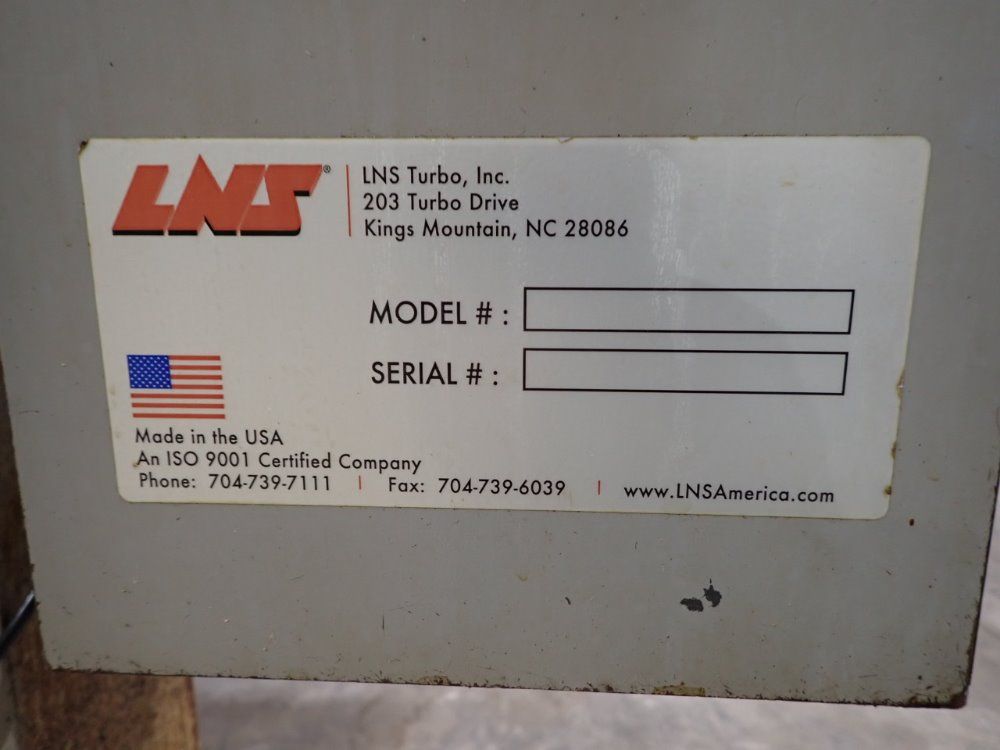 LNS®
LNS Turbo, Inc.
203 Turbo Drive
Kings Mountain, NC 28086
MODEL # :
SERIAL # :
Made in the USA
An ISO 9001 Certified Company
Phone: 704-739-7111 | Fax: 704-739-6039 | www.LNSAmerica.com